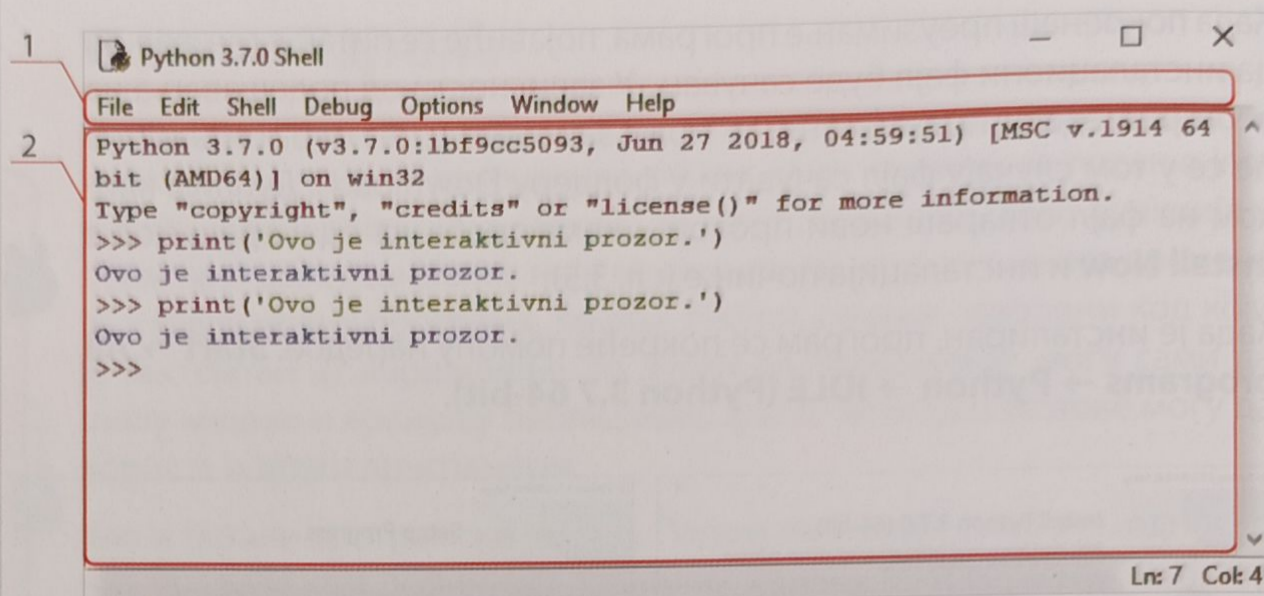 1
Python 3.7.0 Shell
File Edit Shell Debug Options Window Help
2
Python 3.7.0 (v3.7.0:1bf9cc5093, Jun 27 2018, 04:59:51) [MSC v.1914 64
bit (AMD64)] on win32
Type "copyright", "credits" or "license()" for more information.
>>> print('Ovo je interaktivni prozor.')
Ovo je interaktivni prozor.
>>> print('Ovo je interaktivni prozor.')
Ovo je interaktivni prozor.
>>>
Ln: 7 Col: 4